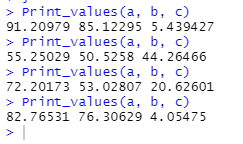 > Print_values(a, b, c)
91.20979 85.12295 5.439427
> Print_values(a, b, c)
55.25029 50.5258 44.26466
> Print_values(a, b, c)
72.20173 53.02807 20.62601
> Print_values(a, b, c)
82.76531 76.30629 4.05475
>